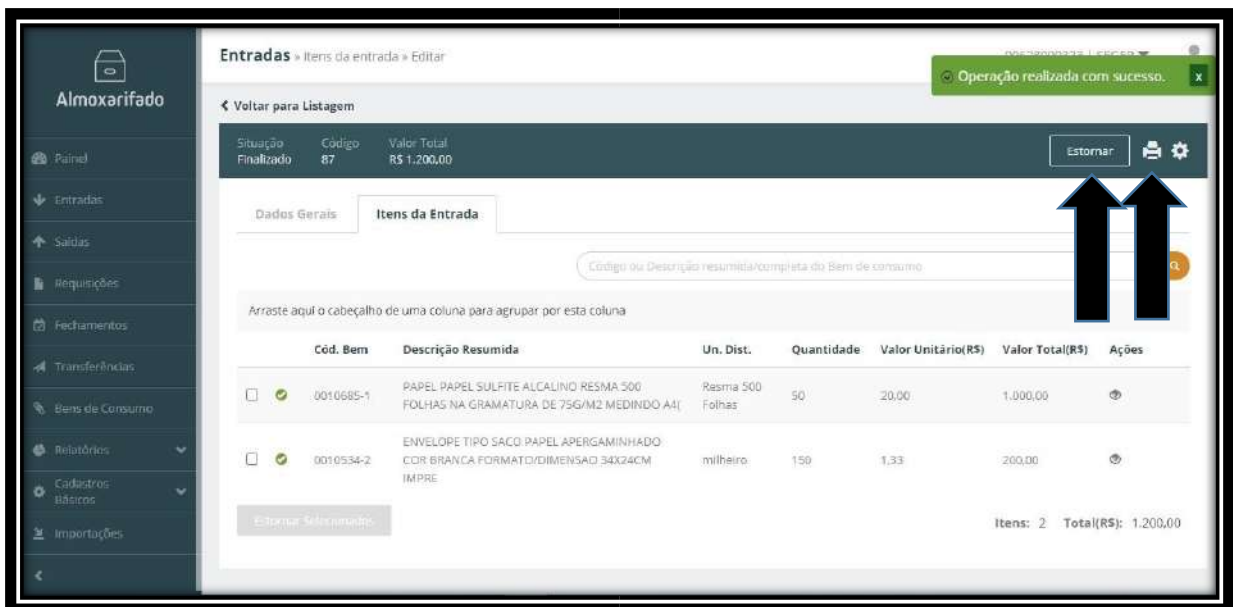 Almoxarifado
Painel
Entradas
Saídas
Requisições
Fechamentos
Transferências
Bens de Consumo
Relatórios
Cadastros
Básicos
Importações
Entradas » Itens da entrada » Editar
Operação realizada com sucesso. x
Voltar para Listagem
Situação Código Valor Total
Finalizado 87 R$ 1.200,00
Estornar
Dados Gerais Itens da Entrada
Código ou Descrição resumida/completa do Bem de consumo
Arraste aqui o cabeçalho de uma coluna para agrupar por esta coluna
Cód. Bem Descrição Resumida Un. Dist. Quantidade Valor Unitário(R$) Valor Total(R$) Ações
0010685-1 PAPEL PAPEL SULFITE ALCALINO RESMA 500 Resma 500 50 20,00 1.000,00
FOLHAS NA GRAMATURA DE 75G/M2 MEDINDO A4( Folhas
ENVELOPE TIPO SACO PAPEL APERGAMINHADO
0010534-2 COR BRANCA FORMATO/DIMENSAO 34X24CM milheiro 150 1,33 200,00
IMPRE
Estornar Selecionados
Itens: 2 Total(R$): 1.200,00